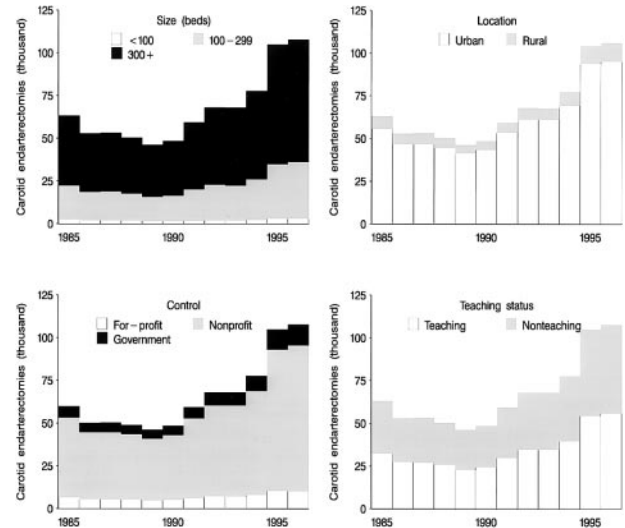 Carotid endarterectomies (thousand)
125
100
75
50
25
0
Size (beds)
<100
100-299
300+
1985
1990
1995
Carotid endarterectomies (thousand)
125
100
75
50
25
0
Location
Urban
Rural
1985
1990
1995
Carotid endarterectomies (thousand)
125
100
75
50
25
0
Control
For-profit
Nonprofit
Government
1985
1990
1995
Carotid endarterectomies (thousand)
125
100
75
50
25
0
Teaching status
Teaching
Nonteaching
1985
1990
1995